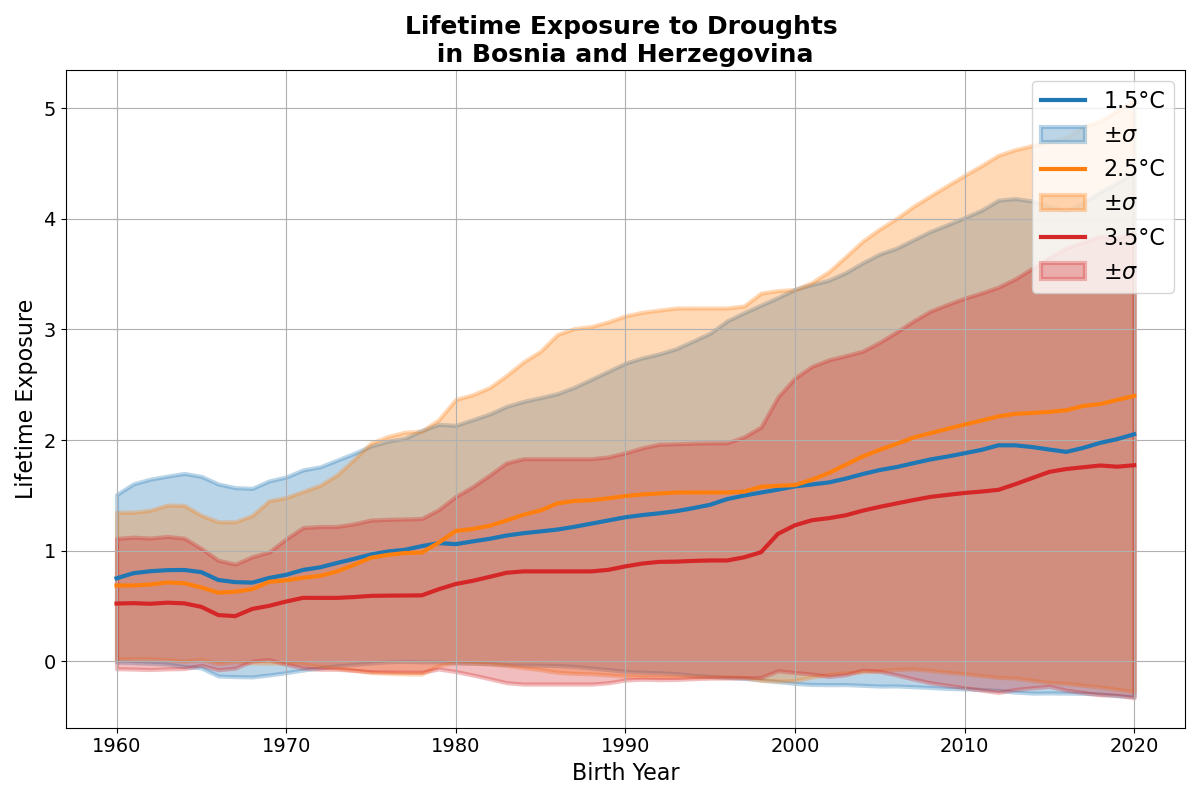 Lifetime Exposure to Droughts
in Bosnia and Herzegovina
Lifetime Exposure
5
4
3
2
1
0
1.5°C
±σ
2.5°C
±σ
3.5°C
±σ
1960
1970
1980
1990
2000
2010
2020
Birth Year